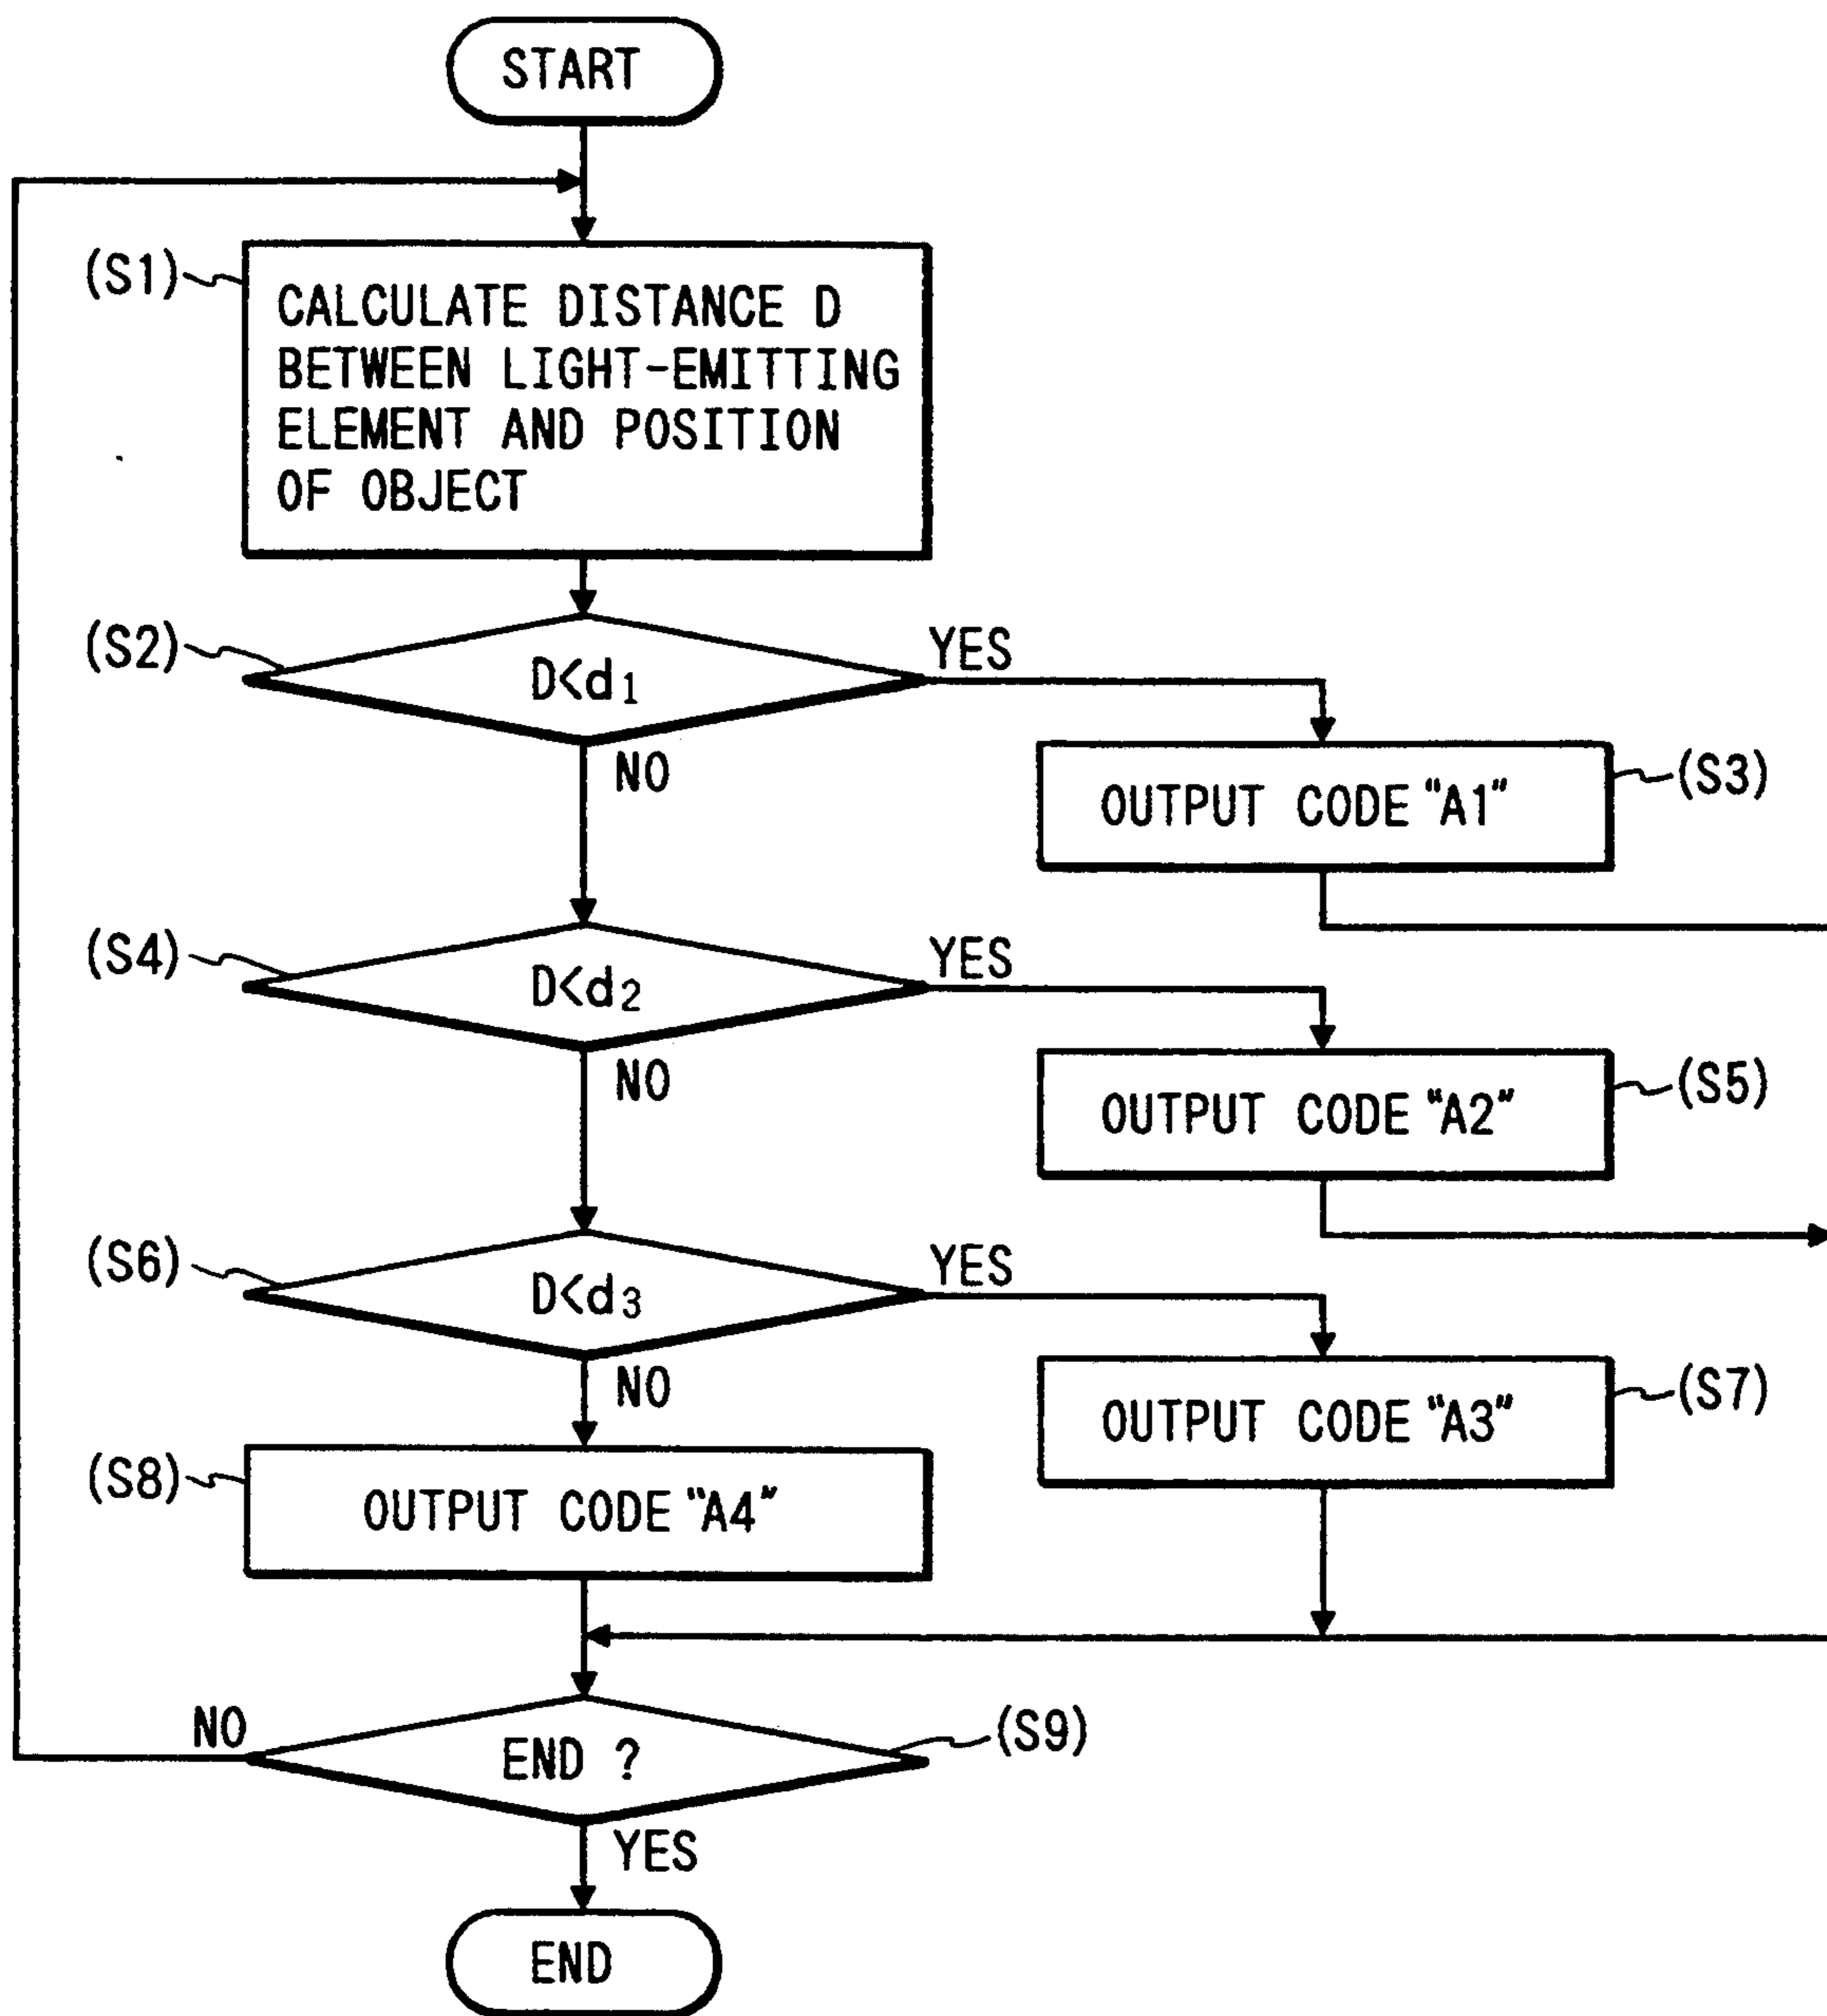 START
(S1)
CALCULATE DISTANCE D
BETWEEN LIGHT-EMITTING
ELEMENT AND POSITION
OF OBJECT
(S2)
D<d1
YES
NO
OUTPUT CODE "A1"
(S3)
(S4)
D<d2
YES
NO
OUTPUT CODE "A2"
(S5)
(S6)
D<d3
YES
NO
OUTPUT CODE "A3"
(S7)
(S8)
OUTPUT CODE "A4"
NO
END ?
(S9)
YES
END